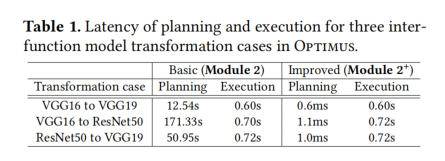 Table 1. Latency of planning and execution for three inter-
function model transformation cases in OPTIMUS.
Basic (Module 2) Improved (Module 2⁺)
Transformation case Planning Execution Planning Execution
VGG16 to VGG19 12.54s 0.60s 0.6ms 0.60s
VGG16 to ResNet50 171.33s 0.70s 1.1ms 0.72s
ResNet50 to VGG19 50.95s 0.72s 1.0ms 0.72s